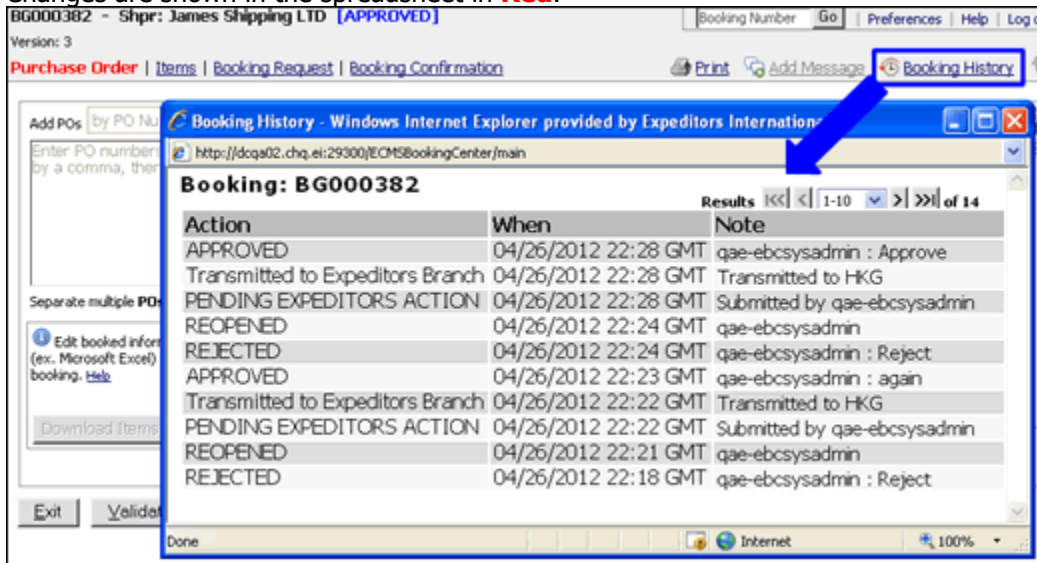 changes are shown in the spreadsheet in Red.
BG000382 - Shpr: James Shipping LTD [APPROVED]
Booking Number Go | Preferences | Help | Log
Version: 3
Purchase Order | Items | Booking Request | Booking Confirmation
Print Add Message Booking History
Add POs by PO Nu
Enter PO numbers
by a comma, then
Separate multiple POs
Edit booked inform
(ex. Microsoft Excel)
booking. Help
Download Items
Exit Validat
Booking History - Windows Internet Explorer provided by Expeditors Internationa
http://dcqa02.chq.ei:29300/ECMSBookingCenter/main
Booking: BG000382
Results |<< < 1-10 > >>| of 14
Action When Note
APPROVED 04/26/2012 22:28 GMT qae-ebcsysadmin : Approve
Transmitted to Expeditors Branch 04/26/2012 22:28 GMT Transmitted to HKG
PENDING EXPEDITORS ACTION 04/26/2012 22:28 GMT Submitted by qae-ebcsysadmin
REOPENED 04/26/2012 22:24 GMT qae-ebcsysadmin
REJECTED 04/26/2012 22:24 GMT qae-ebcsysadmin : Reject
APPROVED 04/26/2012 22:23 GMT qae-ebcsysadmin : again
Transmitted to Expeditors Branch 04/26/2012 22:22 GMT Transmitted to HKG
PENDING EXPEDITORS ACTION 04/26/2012 22:22 GMT Submitted by qae-ebcsysadmin
REOPENED 04/26/2012 22:21 GMT qae-ebcsysadmin
REJECTED 04/26/2012 22:18 GMT qae-ebcsysadmin : Reject
Done Internet 100%